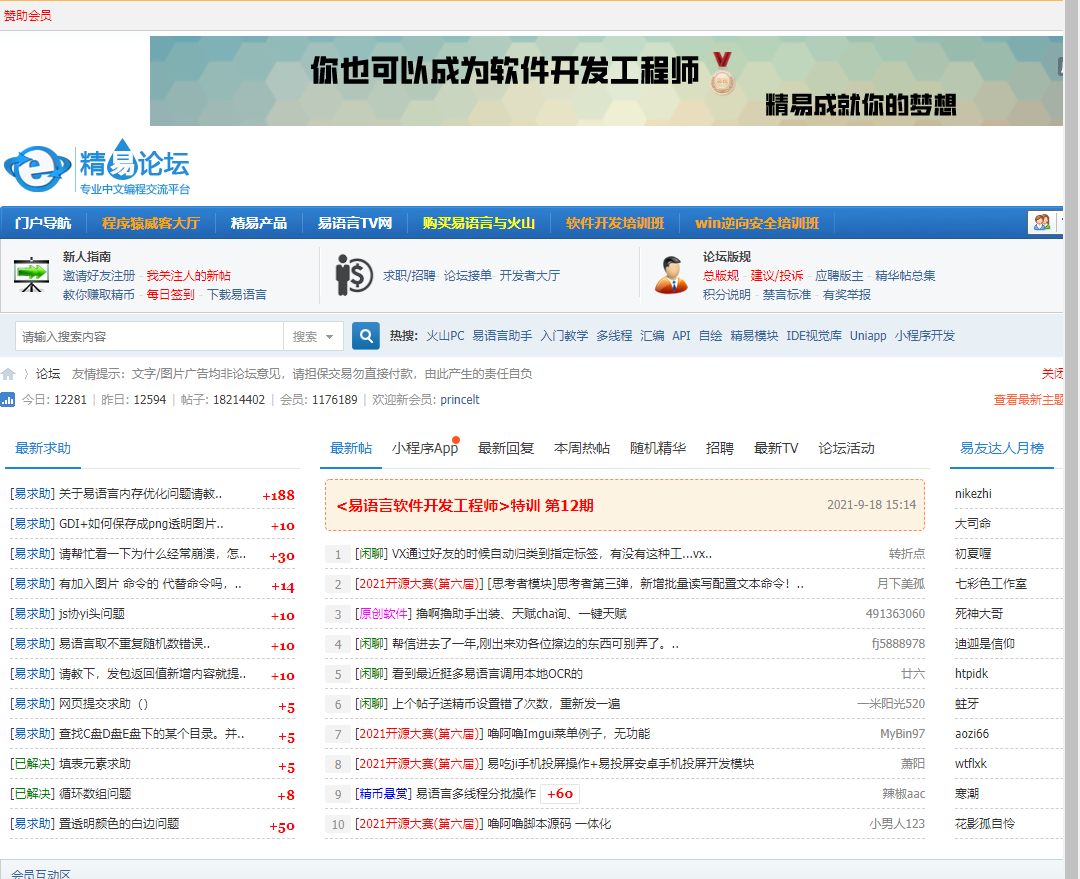 赞助会员
你也可以成为软件开发工程师
精易成就你的梦想
精易论坛
专业中文编程交流平台
门户导航 程序猿威客大厅 精易产品 易语言TV网 购买易语言与火山 软件开发培训班 win逆向安全培训班
新人指南
邀请好友注册 - 我关注人的新帖
教你赚取精币 - 每日签到 - 下载易语言
求职/招聘 - 论坛接单 - 开发者大厅
论坛版规
总版规 - 建议/投诉 - 应聘版主 - 精华帖总集
积分说明 - 禁言标准 - 有奖举报
请输入搜索内容 搜索 热搜: 火山PC 易语言助手 入门教学 多线程 汇编 API 自绘 精易模块 IDE视觉库 Uniapp 小程序开发
论坛 友情提示：文字/图片广告均非论坛意见，请担保交易勿直接付款，由此产生的责任自负 关闭
今日: 12281 | 昨日: 12594 | 帖子: 18214402 | 会员: 1176189 | 欢迎新会员: princelt 查看最新主题
最新求助
[易求助] 关于易语言内存优化问题请教.. +188
[易求助] GDI+如何保存成png透明图片.. +10
[易求助] 请帮忙看一下为什么经常崩溃，怎.. +30
[易求助] 有加入图片 命令的 代替命令吗，.. +14
[易求助] js协yi头问题 +10
[易求助] 易语言取不重复随机数错误.. +10
[易求助] 请教下，发包返回值新增内容就提.. +10
[易求助] 网页提交求助（） +5
[易求助] 查找C盘D盘E盘下的某个目录。并.. +5
[已解决] 填表元素求助 +5
[已解决] 循环数组问题 +8
[易求助] 置透明颜色的白边问题 +50
最新帖 小程序App 最新回复 本周热帖 随机精华 招聘 最新TV 论坛活动
<易语言软件开发工程师>特训 第12期 2021-9-18 15:14
1 [闲聊] VX通过好友的时候自动归类到指定标签，有没有这种工...vx.. 转折点
2 [2021开源大赛(第六届)] [思考者模块]思考者第三弹，新增批量读写配置文本命令！.. 月下美孤
3 [原创软件] 撸啊撸助手出装、天赋cha询、一键天赋 491363060
4 [闲聊] 帮信进去了一年,刚出来劝各位擦边的东西可别弄了。.. fj5888978
5 [闲聊] 看到最近挺多易语言调用本地OCR的 廿六
6 [闲聊] 上个帖子送精币设置错了次数，重新发一遍 一米阳光520
7 [2021开源大赛(第六届)] 噜阿噜Imgui菜单例子，无功能 MyBin97
8 [2021开源大赛(第六届)] 易吃ji手机投屏操作+易投屏安卓手机投屏开发模块 萧阳
9 [精币悬赏] 易语言多线程分批操作 +60 辣椒aac
10 [2021开源大赛(第六届)] 噜阿噜脚本源码 一体化 小男人123
易友达人月榜
nikezhi
大司命
初夏喔
七彩色工作室
死神大哥
迪迦是信仰
htpidk
蛀牙
aozi66
wtflxk
寒潮
花影孤自怜
会员互动区